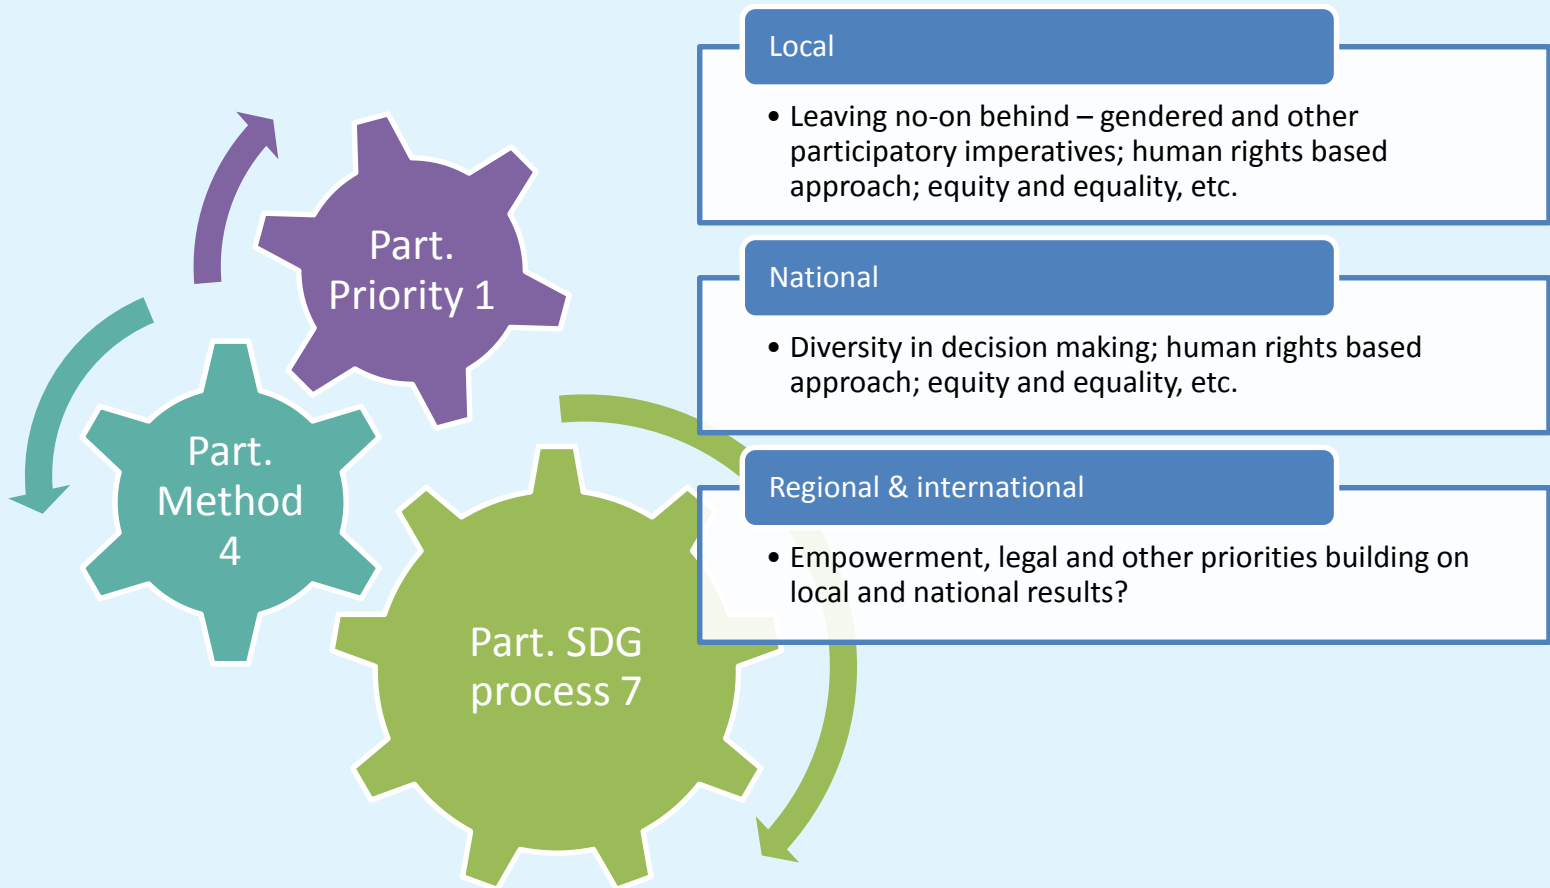 Part.
Priority 1
Part.
Method
4
Part. SDG
process 7
Local
• Leaving no-on behind – gendered and other
participatory imperatives; human rights based
approach; equity and equality, etc.
National
• Diversity in decision making; human rights based
approach; equity and equality, etc.
Regional & international
• Empowerment, legal and other priorities building on
local and national results?